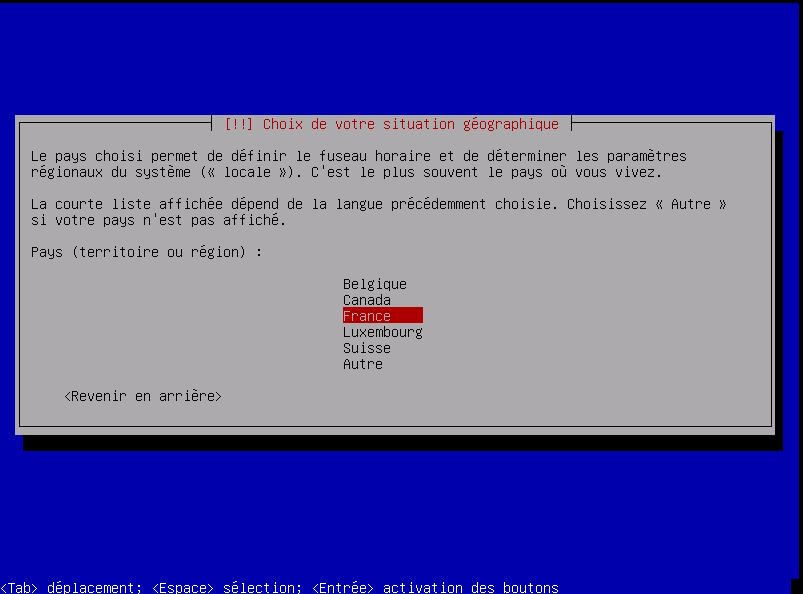 [!!] Choix de votre situation géographique
Le pays choisi permet de définir le fuseau horaire et de déterminer les paramètres
régionaux du système (« locale »). C'est le plus souvent le pays où vous vivez.
La courte liste affichée dépend de la langue précédemment choisie. Choisissez « Autre »
si votre pays n'est pas affiché.
Pays (territoire ou région) :
Belgique
Canada
France
Luxembourg
Suisse
Autre
<Revenir en arrière>
<Tab> déplacement; <Espace> sélection; <Entrée> activation des boutons